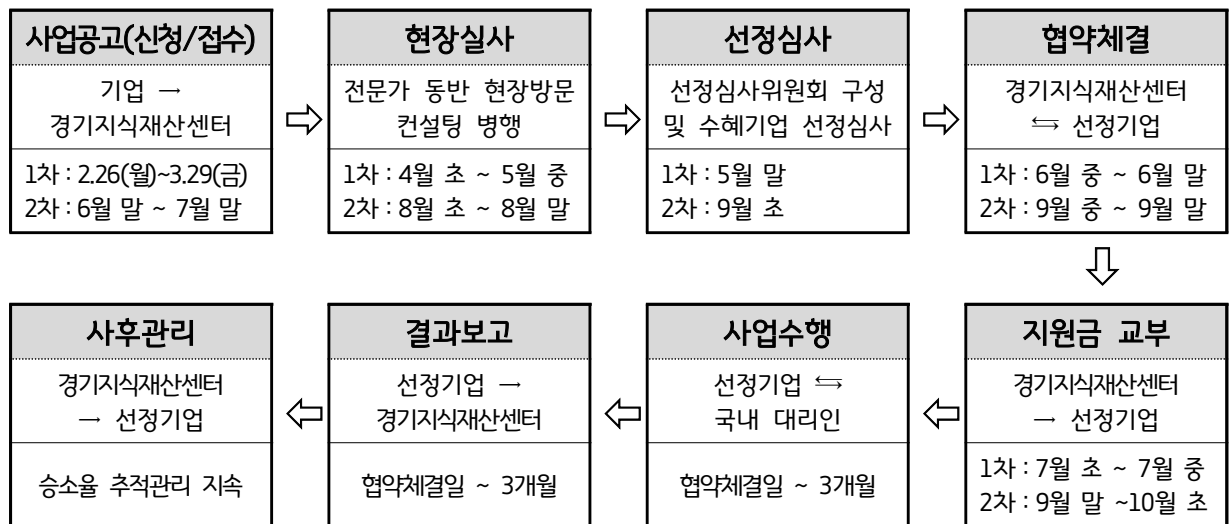 사업공고(신청/접수)
기업 →
경기지식재산센터
1차 : 2.26(월)~3.29(금)
2차 : 6월 말 ~ 7월 말
현장실사
전문가 동반 현장방문
컨설팅 병행
1차 : 4월 초 ~ 5월 중
2차 : 8월 초 ~ 8월 말
선정심사
선정심사위원회 구성
및 수혜기업 선정심사
1차 : 5월 말
2차 : 9월 초
협약체결
경기지식재산센터
⇆ 선정기업
1차 : 6월 중 ~ 6월 말
2차 : 9월 중 ~ 9월 말
지원금 교부
경기지식재산센터
→ 선정기업
1차 : 7월 초 ~ 7월 중
2차 : 9월 말 ~10월 초
사업수행
선정기업 ⇆
국내 대리인
협약체결일 ~ 3개월
결과보고
선정기업 →
경기지식재산센터
협약체결일 ~ 3개월
사후관리
경기지식재산센터
→ 선정기업
승소율 추적관리 지속